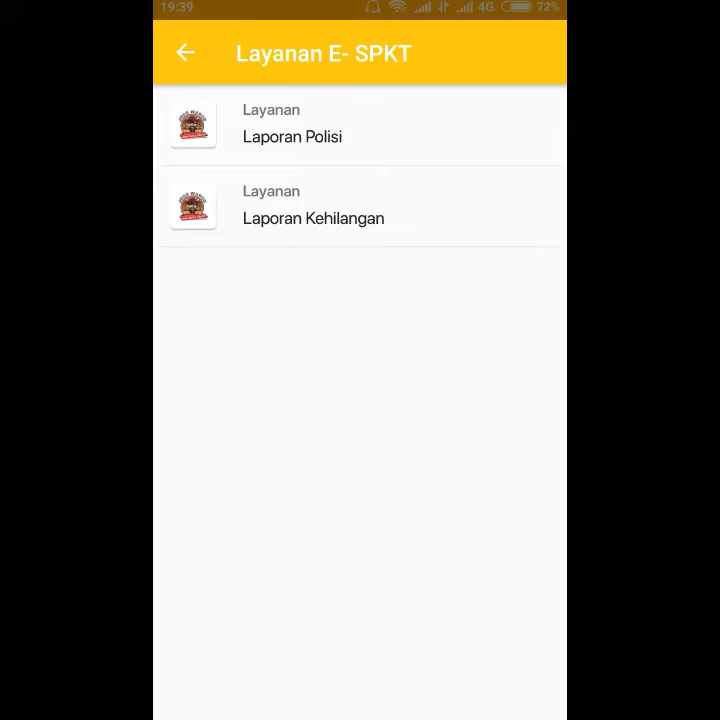 19:39 4G 72%
Layanan E- SPKT
Layanan
Laporan Polisi
Layanan
Laporan Kehilangan